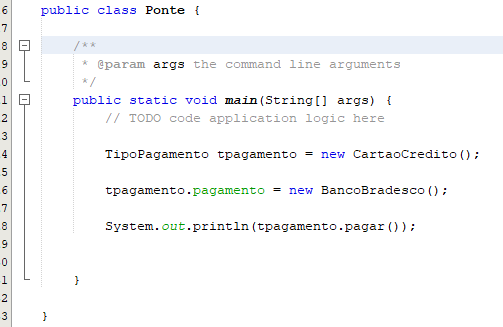 6 public class Ponte {
7
8 /**
9 * @param args the command line arguments
0 */
1 public static void main(String[] args) {
2 // TODO code application logic here
3
4 TipoPagamento tpagamento = new CartaoCredito();
5
6 tpagamento.pagamento = new BancoBradesco();
7
8 System.out.println(tpagamento.pagar());
9
0
1 }
2
3 }